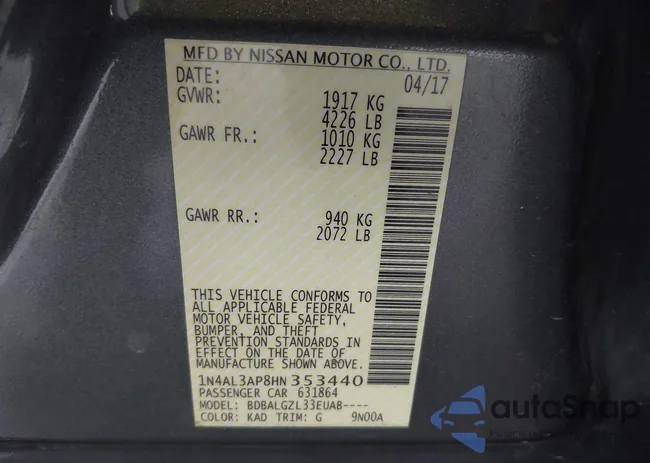 MFD BY NISSAN MOTOR CO., LTD.
DATE: 04/17
GVWR: 1917 KG
4226 LB
GAWR FR.: 1010 KG
2227 LB
GAWR RR.: 940 KG
2072 LB
THIS VEHICLE CONFORMS TO
ALL APPLICABLE FEDERAL
MOTOR VEHICLE SAFETY,
BUMPER, AND THEFT
PREVENTION STANDARDS IN
EFFECT ON THE DATE OF
MANUFACTURE SHOWN ABOVE.
1N4AL3AP8HN353440
PASSENGER CAR 631864
MODEL: BDBALGZL33EUAB----
COLOR: KAD TRIM: G 9N00A
autoSnap